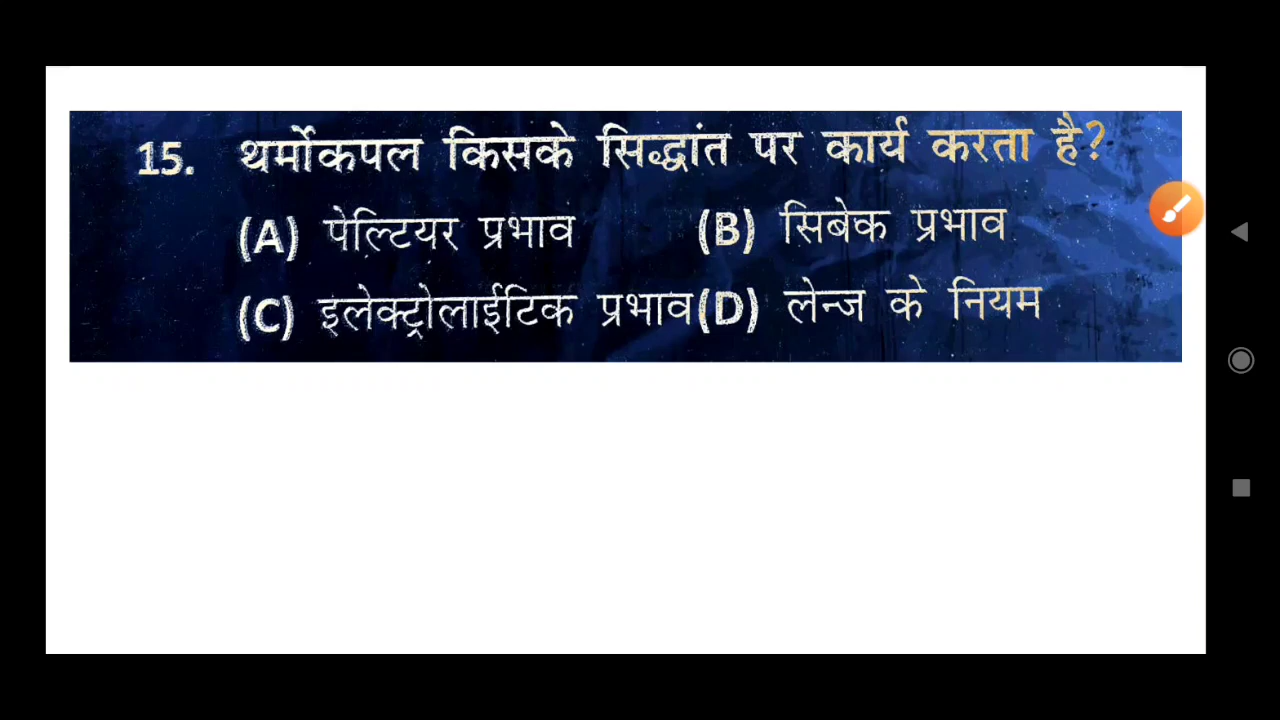 15. थर्मोकपल किसके सिद्धांत पर कार्य करता है?
(A) पेल्टियर प्रभाव (B) सिबेक प्रभाव
(C) इलेक्ट्रोलाईटिक प्रभाव(D) लेन्ज के नियम